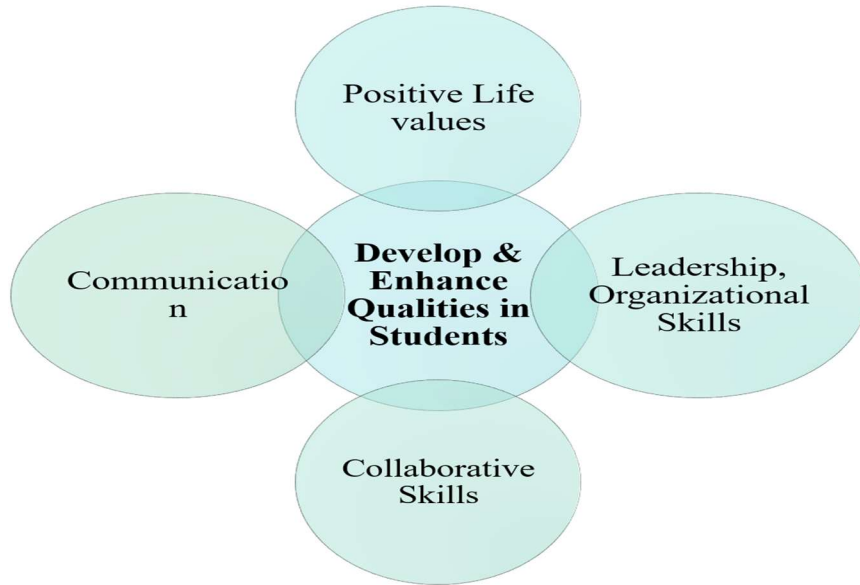 Positive Life
values
Communicatio
n
Develop &
Enhance
Qualities in
Students
Leadership,
Organizational
Skills
Collaborative
Skills